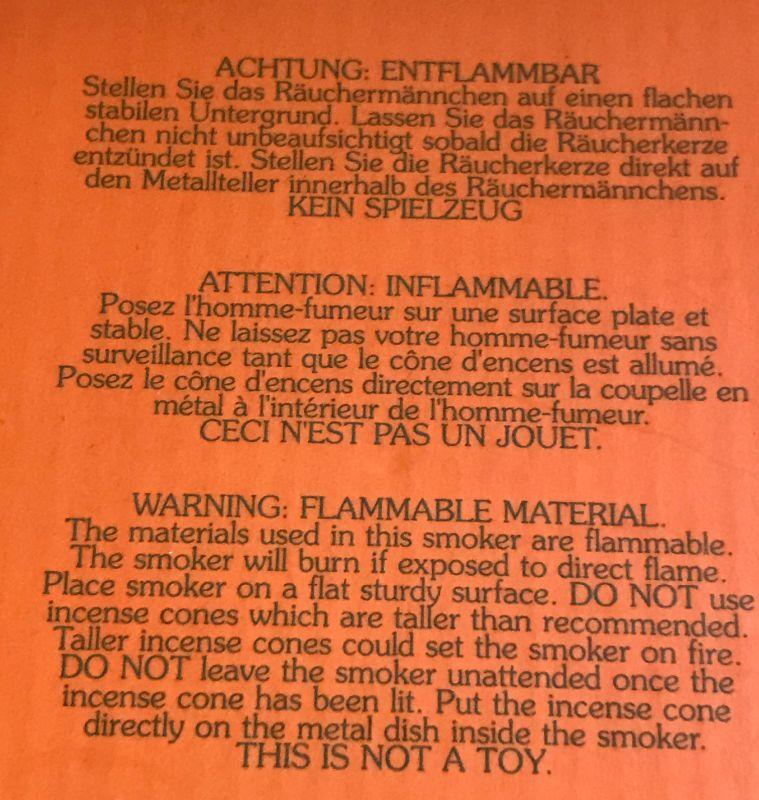 ACHTUNG: ENTFLAMMBAR
Stellen Sie das Räuchermännchen auf einen flachen
stabilen Untergrund. Lassen Sie das Räuchermänn-
chen nicht unbeaufsichtigt sobald die Räucherkerze
entzündet ist. Stellen Sie die Räucherkerze direkt auf
den Metallteller innerhalb des Räuchermännchens.
KEIN SPIELZEUG
ATTENTION: INFLAMMABLE.
Posez l'homme-fumeur sur une surface plate et
stable. Ne laissez pas votre homme-fumeur sans
surveillance tant que le cône d'encens est allumé.
Posez le cône d'encens directement sur la coupelle en
métal à l'intérieur de l'homme-fumeur.
CECI N'EST PAS UN JOUET.
WARNING: FLAMMABLE MATERIAL.
The materials used in this smoker are flammable.
The smoker will burn if exposed to direct flame.
Place smoker on a flat sturdy surface. DO NOT use
incense cones which are taller than recommended.
Taller incense cones could set the smoker on fire.
DO NOT leave the smoker unattended once the
incense cone has been lit. Put the incense cone
directly on the metal dish inside the smoker.
THIS IS NOT A TOY.